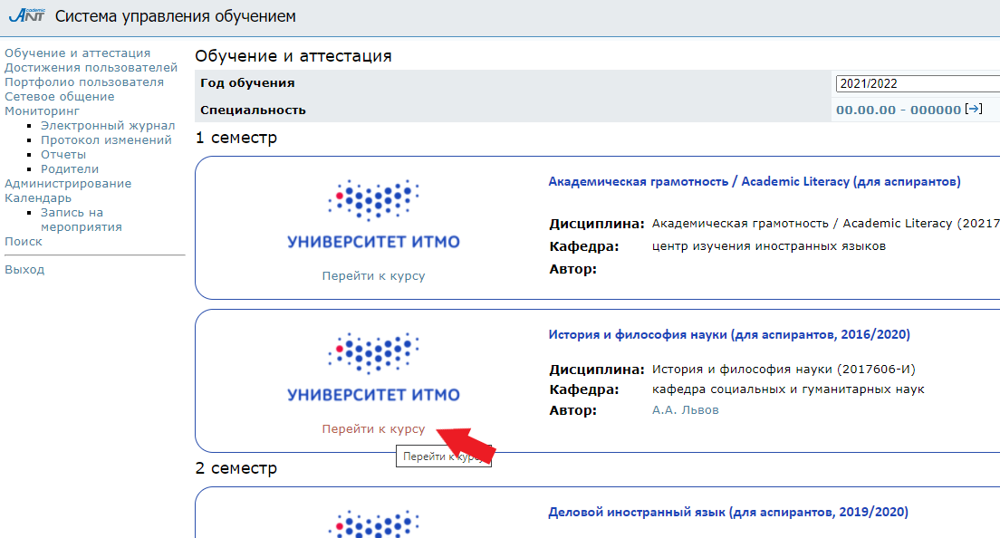 Academic ANT Система управления обучением
Обучение и аттестация
Достижения пользователей
Портфолио пользователя
Сетевое общение
Мониторинг
Электронный журнал
Протокол изменений
Отчеты
Родители
Администрирование
Календарь
Запись на
мероприятия
Поиск
Выход
Обучение и аттестация
Год обучения 2021/2022
Специальность 00.00.00 - 000000 [→]
1 семестр
УНИВЕРСИТЕТ ИТМО
Перейти к курсу
Академическая грамотность / Academic Literacy (для аспирантов)
Дисциплина: Академическая грамотность / Academic Literacy (20217
Кафедра: центр изучения иностранных языков
Автор:
УНИВЕРСИТЕТ ИТМО
Перейти к курсу
Перейти к курсу
История и философия науки (для аспирантов, 2016/2020)
Дисциплина: История и философия науки (2017606-И)
Кафедра: кафедра социальных и гуманитарных наук
Автор: А.А. Львов
2 семестр
Деловой иностранный язык (для аспирантов, 2019/2020)